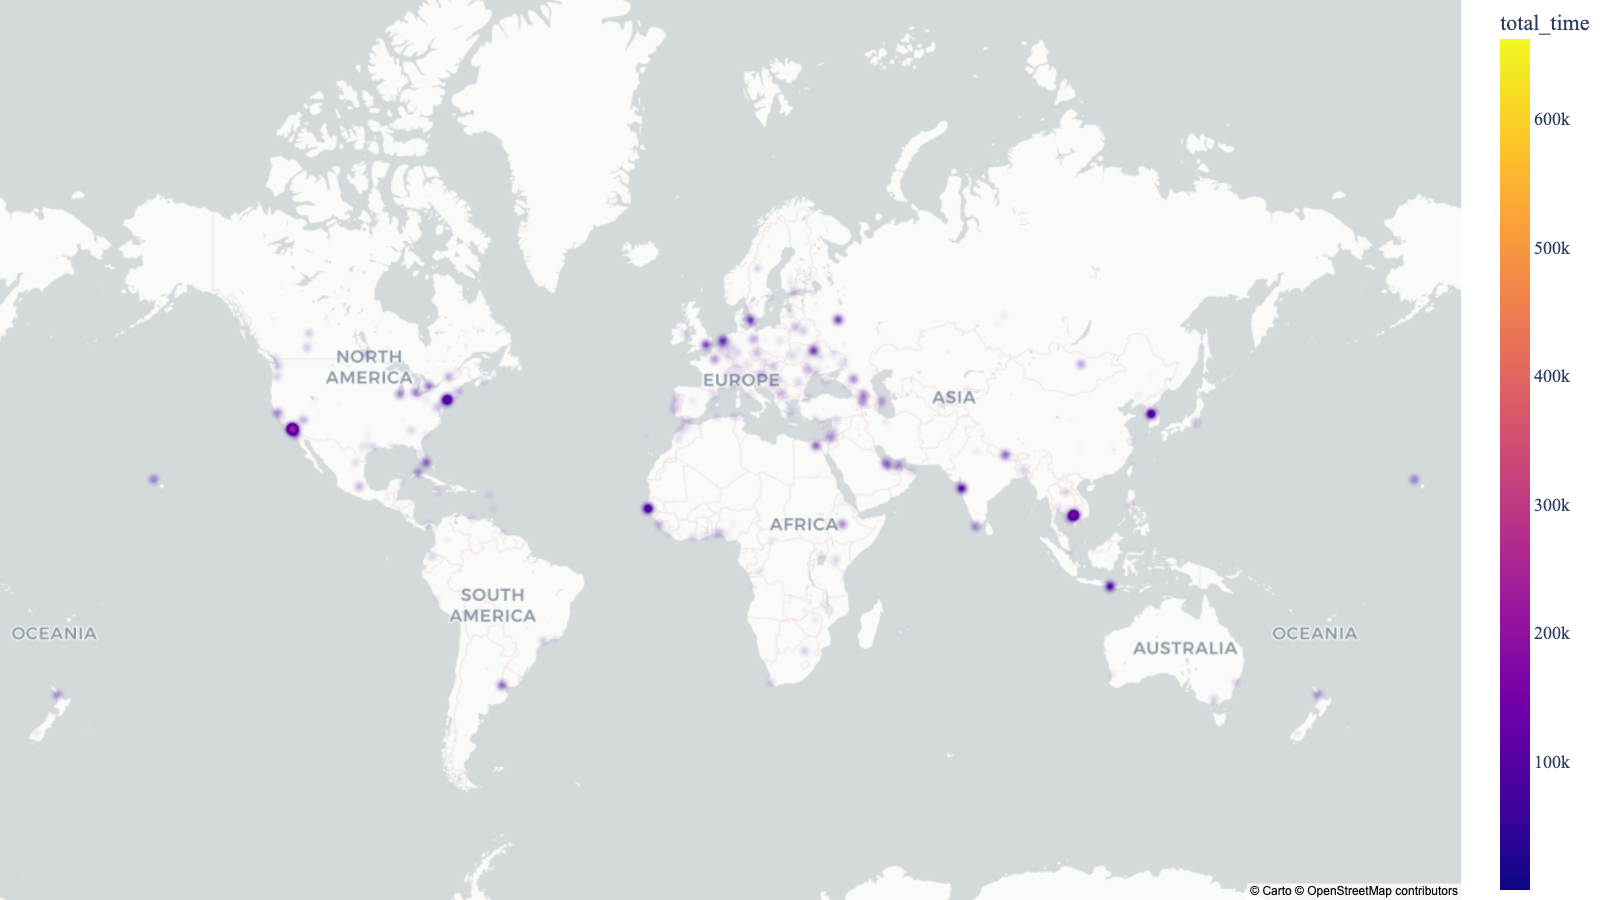 total_time
600k
500k
400k
300k
200k
100k
NORTH
AMERICA
EUROPE
ASIA
AFRICA
SOUTH
AMERICA
OCEANIA
AUSTRALIA
OCEANIA
© Carto © OpenStreetMap contributors